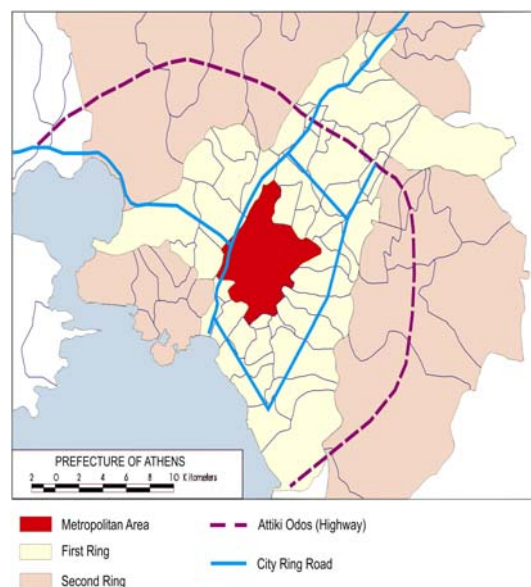 PREFECTURE OF ATHENS
2 0 2 4 6 8 10 Kilometers
Metropolitan Area
First Ring
Second Ring
Attiki Odos (Highway)
City Ring Road